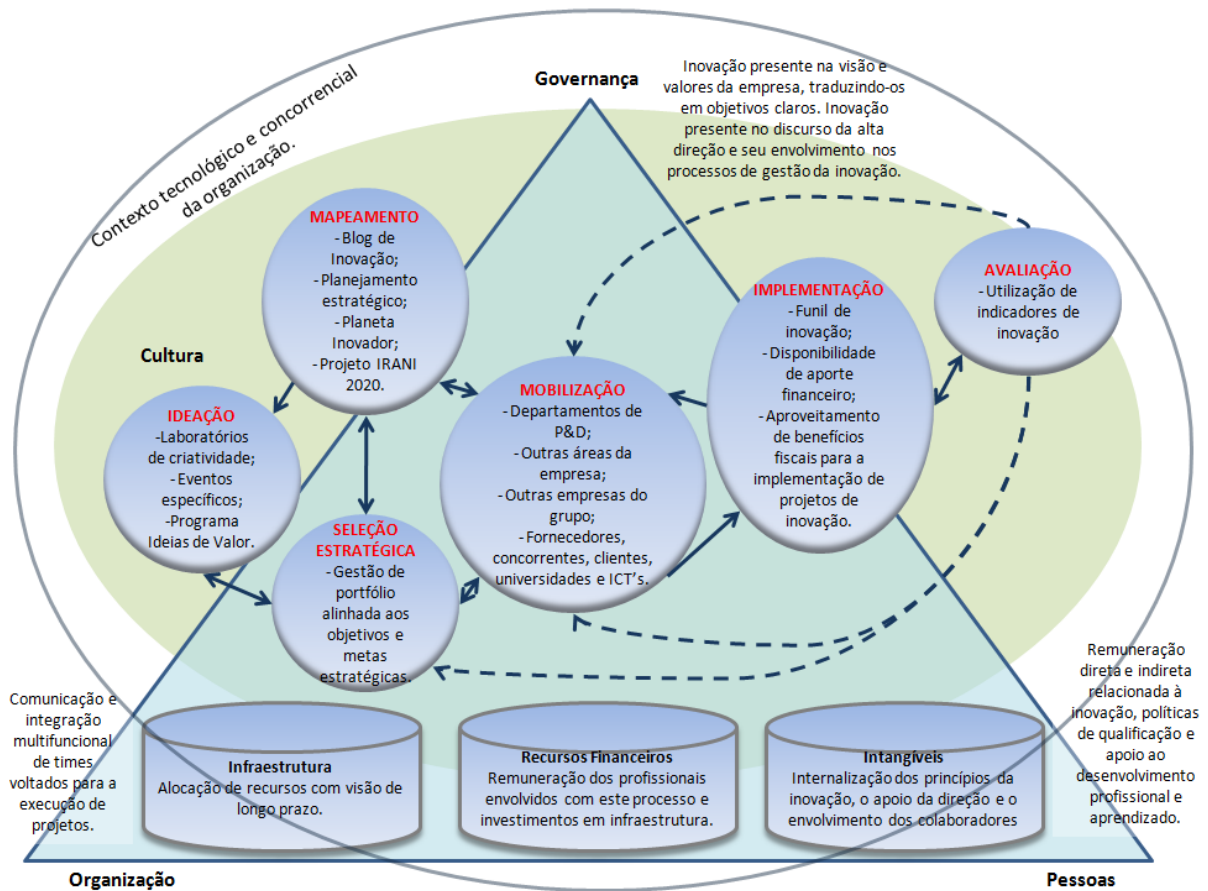 Governança
Inovação presente na visão e
valores da empresa, traduzindo-os
em objetivos claros. Inovação
presente no discurso da alta
direção e seu envolvimento nos
processos de gestão da inovação.
Contexto tecnológico e concorrencial
da organização.
MAPEAMENTO
- Blog de
Inovação;
- Planejamento
estratégico;
- Planeta
Inovador;
- Projeto IRANI
2020.
AVALIAÇÃO
- Utilização de
indicadores de
inovação
IMPLEMENTAÇÃO
- Funil de
inovação;
- Disponibilidade
de aporte
financeiro;
- Aproveitamento
de benefícios
fiscais para a
implementação de
projetos de
inovação.
Cultura
MOBILIZAÇÃO
- Departamentos de
P&D;
- Outras áreas da
empresa;
- Outras empresas do
grupo;
- Fornecedores,
concorrentes, clientes,
universidades e ICT's.
IDEAÇÃO
- Laboratórios
de criatividade;
- Eventos
específicos;
- Programa
Ideias de Valor.
SELEÇÃO
ESTRATÉGICA
- Gestão de
portfólio
alinhada aos
objetivos e
metas
estratégicas.
Comunicação e
integração
multifuncional
de times
voltados para a
execução de
projetos.
Remuneração
direta e indireta
relacionada à
inovação, políticas
de qualificação e
apoio ao
desenvolvimento
profissional e
aprendizado.
Infraestrutura
Alocação de recursos com visão de
longo prazo.
Recursos Financeiros
Remuneração dos profissionais
envolvidos com este processo e
investimentos em infraestrutura.
Intangíveis
Internalização dos princípios da
inovação, o apoio da direção e o
envolvimento dos colaboradores
Organização
Pessoas